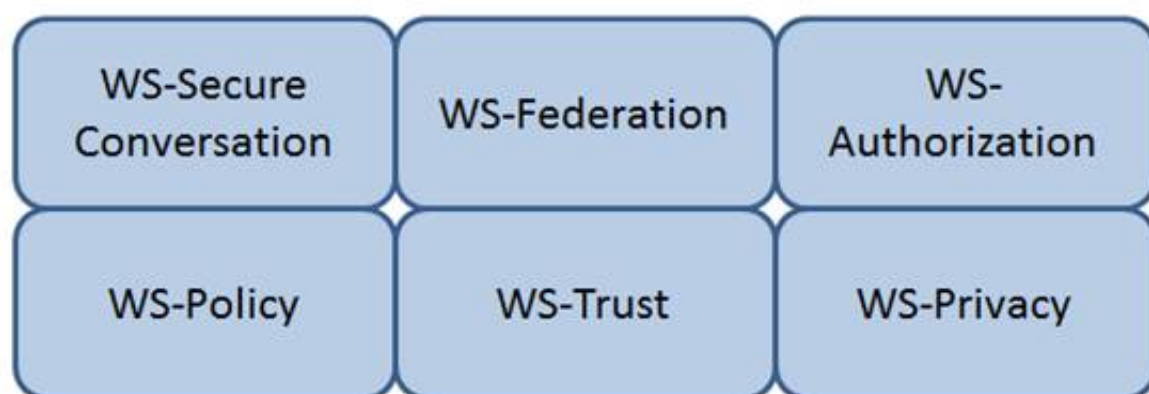 WS-Secure
Conversation
WS-Federation
WS-
Authorization
WS-Policy
WS-Trust
WS-Privacy